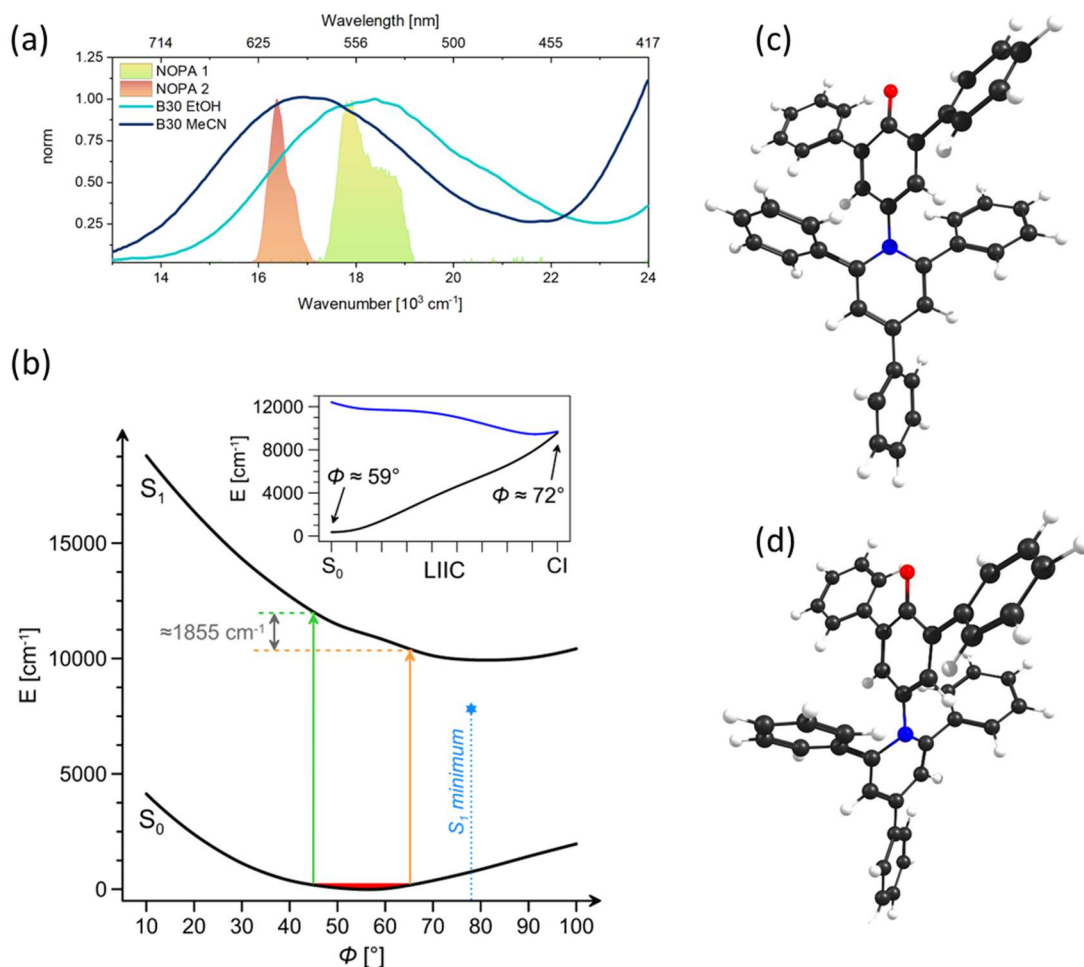 (a)
Wavelength [nm]
714 625 556 500 455 417
1.25
1.00
0.75
0.50
0.25
norm
NOPA 1
NOPA 2
B30 EtOH
B30 MeCN
14 16 18 20 22 24
Wavenumber [10³ cm⁻¹]
(b)
E [cm⁻¹]
15000
10000
5000
0
S₁
S₀
≈1855 cm⁻¹
S₁ minimum
10 20 30 40 50 60 70 80 90 100
Φ [°]
E [cm⁻¹]
12000
8000
4000
0
Φ ≈ 59°
Φ ≈ 72°
S₀ LIIC CI
(c)
(d)